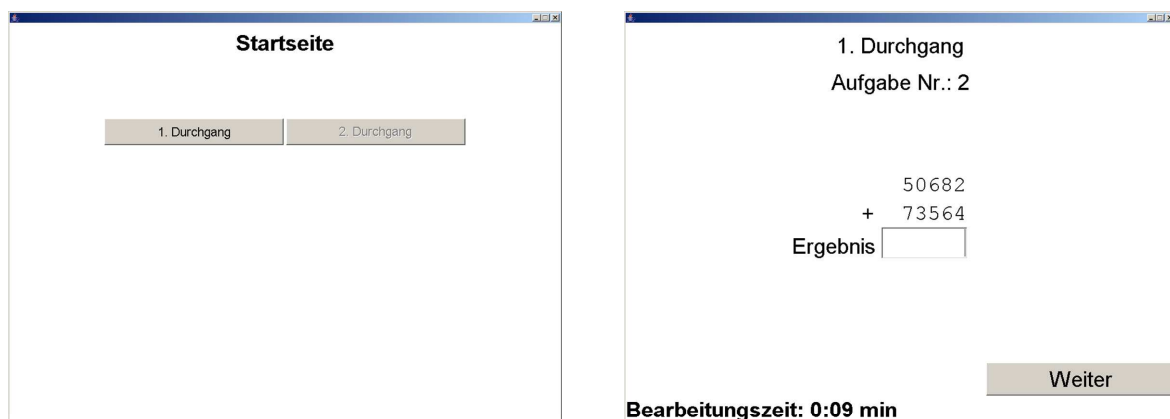 Startseite
1. Durchgang
2. Durchgang
1. Durchgang
Aufgabe Nr.: 2
50682
+ 73564
Ergebnis
Weiter
Bearbeitungszeit: 0:09 min